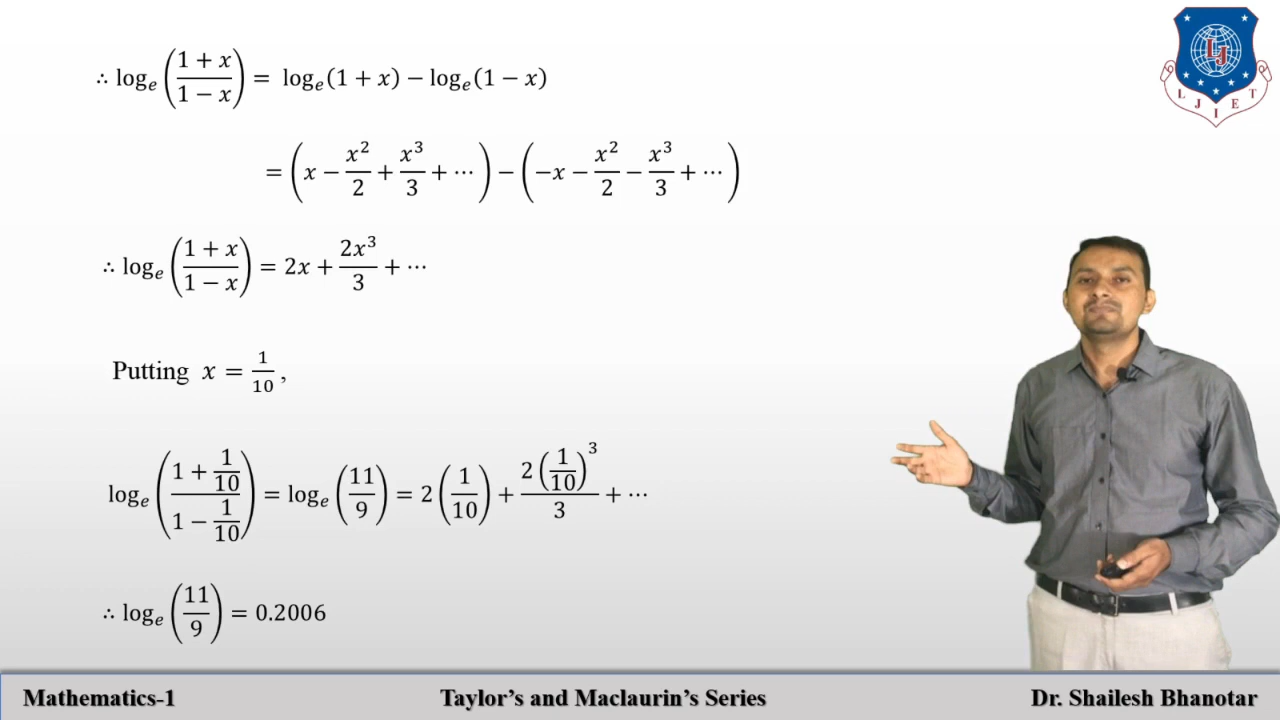 ∴ logₑ((1 + x)/(1 − x)) = logₑ(1 + x) − logₑ(1 − x)
= (x − x²/2 + x³/3 + ⋯) − (−x − x²/2 − x³/3 + ⋯)
∴ logₑ((1 + x)/(1 − x)) = 2x + 2x³/3 + ⋯
Putting x = 1/10,
logₑ((1 + 1/10)/(1 − 1/10)) = logₑ(11/9) = 2(1/10) + 2(1/10)³/3 + ⋯
∴ logₑ(11/9) = 0.2006
LJ
L J I E T
Mathematics-1
Taylor's and Maclaurin's Series
Dr. Shailesh Bhanotar